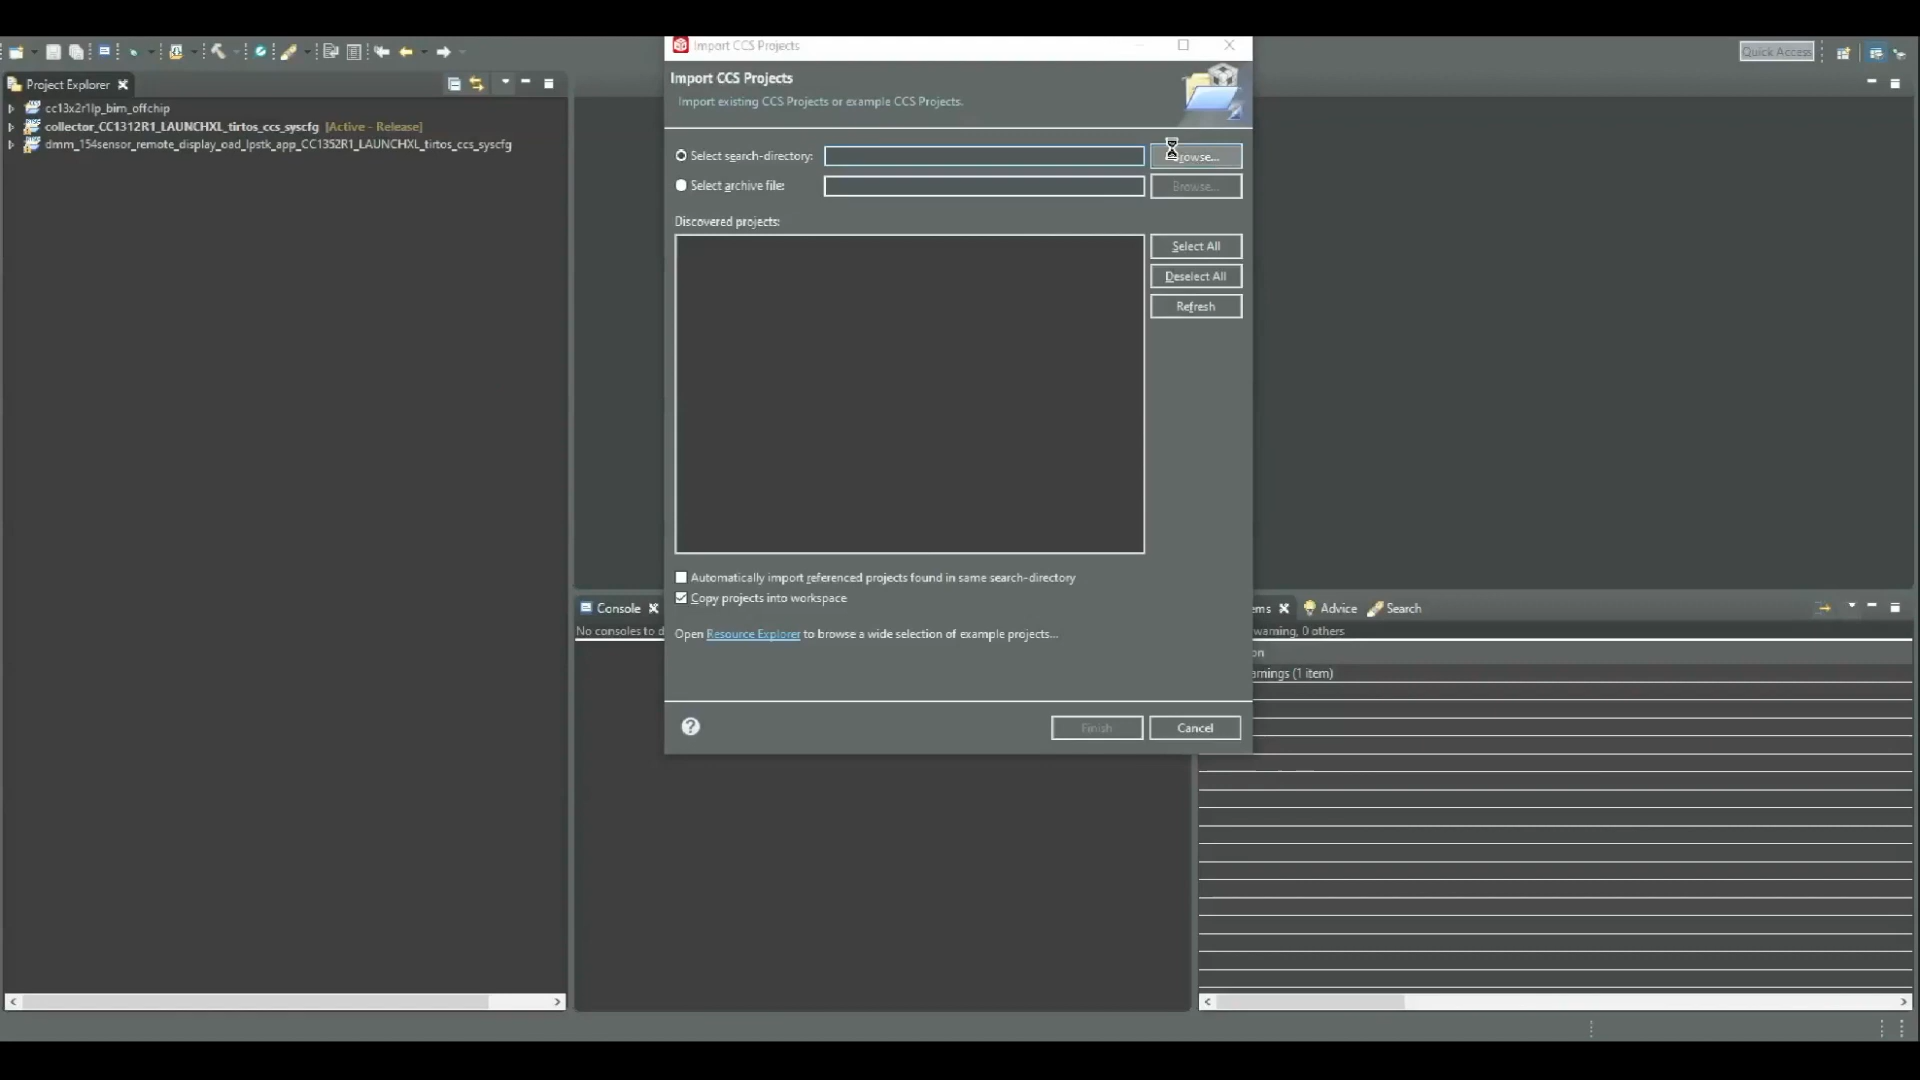 Import CCS Projects
Quick Access
Project Explorer
cc13x2r1lp_bim_offchip
collector_CC1312R1_LAUNCHXL_tirtos_ccs_syscfg [Active - Release]
dmm_154sensor_remote_display_oad_lpstk_app_CC1352R1_LAUNCHXL_tirtos_ccs_syscfg
Import CCS Projects
Import existing CCS Projects or example CCS Projects.
Select search-directory:
Browse...
Select archive file:
Browse...
Discovered projects:
Select All
Deselect All
Refresh
Automatically import referenced projects found in same search-directory
Copy projects into workspace
Open Resource Explorer to browse a wide selection of example projects...
Finish
Cancel
Console
No consoles to d
ems
Advice
Search
warning, 0 others
on
arnings (1 item)